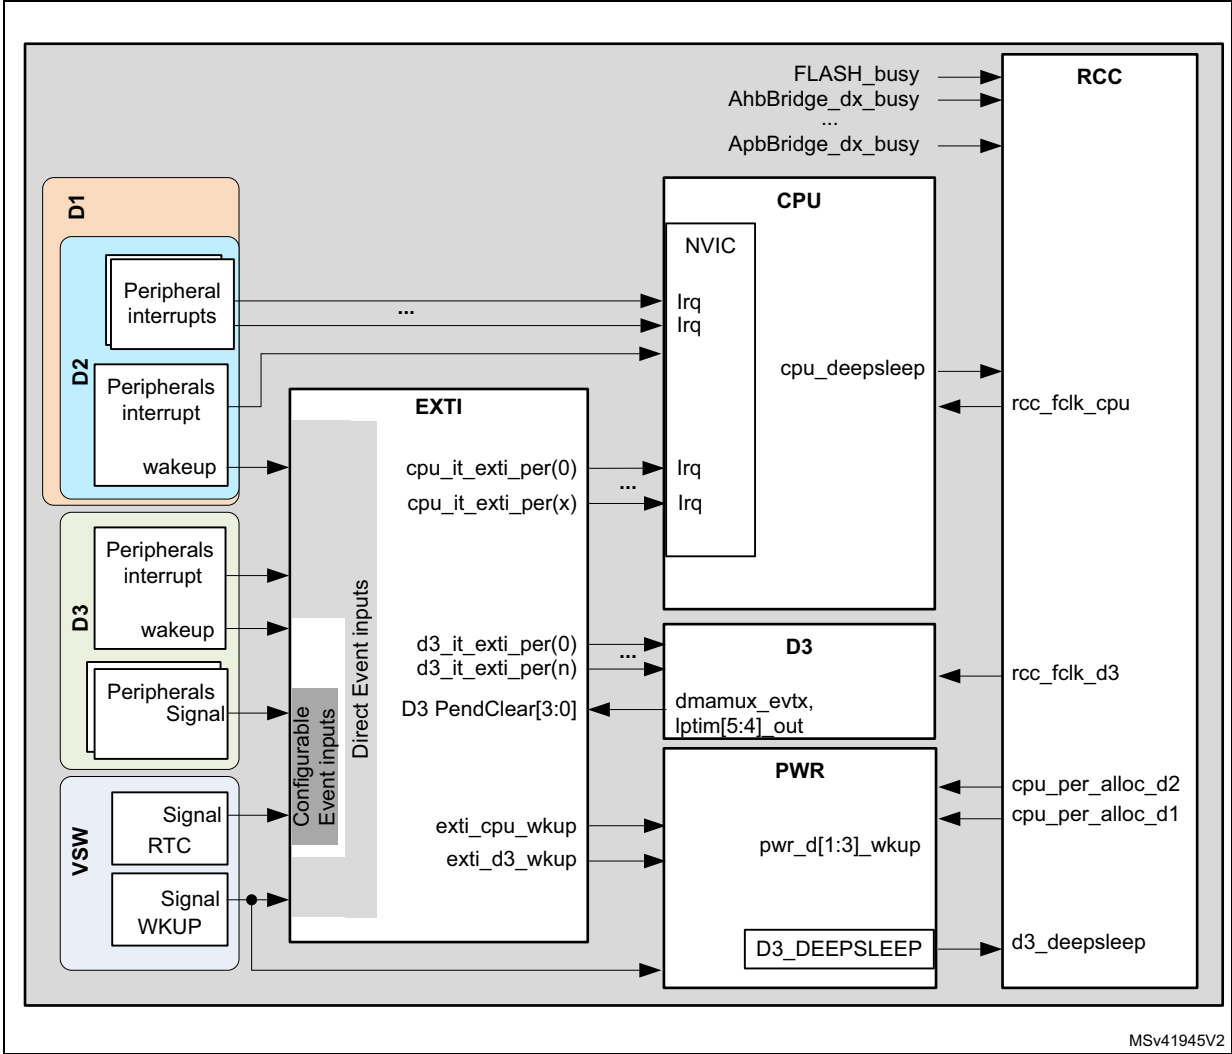 FLASH_busy
AhbBridge_dx_busy
...
ApbBridge_dx_busy
RCC
D1
D2
Peripheral
interrupts
...
Peripherals
interrupt
wakeup
D3
Peripherals
interrupt
wakeup
Peripherals
Signal
VSW
Signal
RTC
Signal
WKUP
EXTI
Direct Event inputs
Configurable
Event inputs
cpu_it_exti_per(0)
...
cpu_it_exti_per(x)
d3_it_exti_per(0)
...
d3_it_exti_per(n)
D3 PendClear[3:0]
exti_cpu_wkup
exti_d3_wkup
CPU
NVIC
Irq
Irq
Irq
Irq
cpu_deepsleep
rcc_fclk_cpu
D3
dmamux_evtx,
lptim[5:4]_out
rcc_fclk_d3
PWR
pwr_d[1:3]_wkup
D3_DEEPSLEEP
cpu_per_alloc_d2
cpu_per_alloc_d1
d3_deepsleep
MSv41945V2